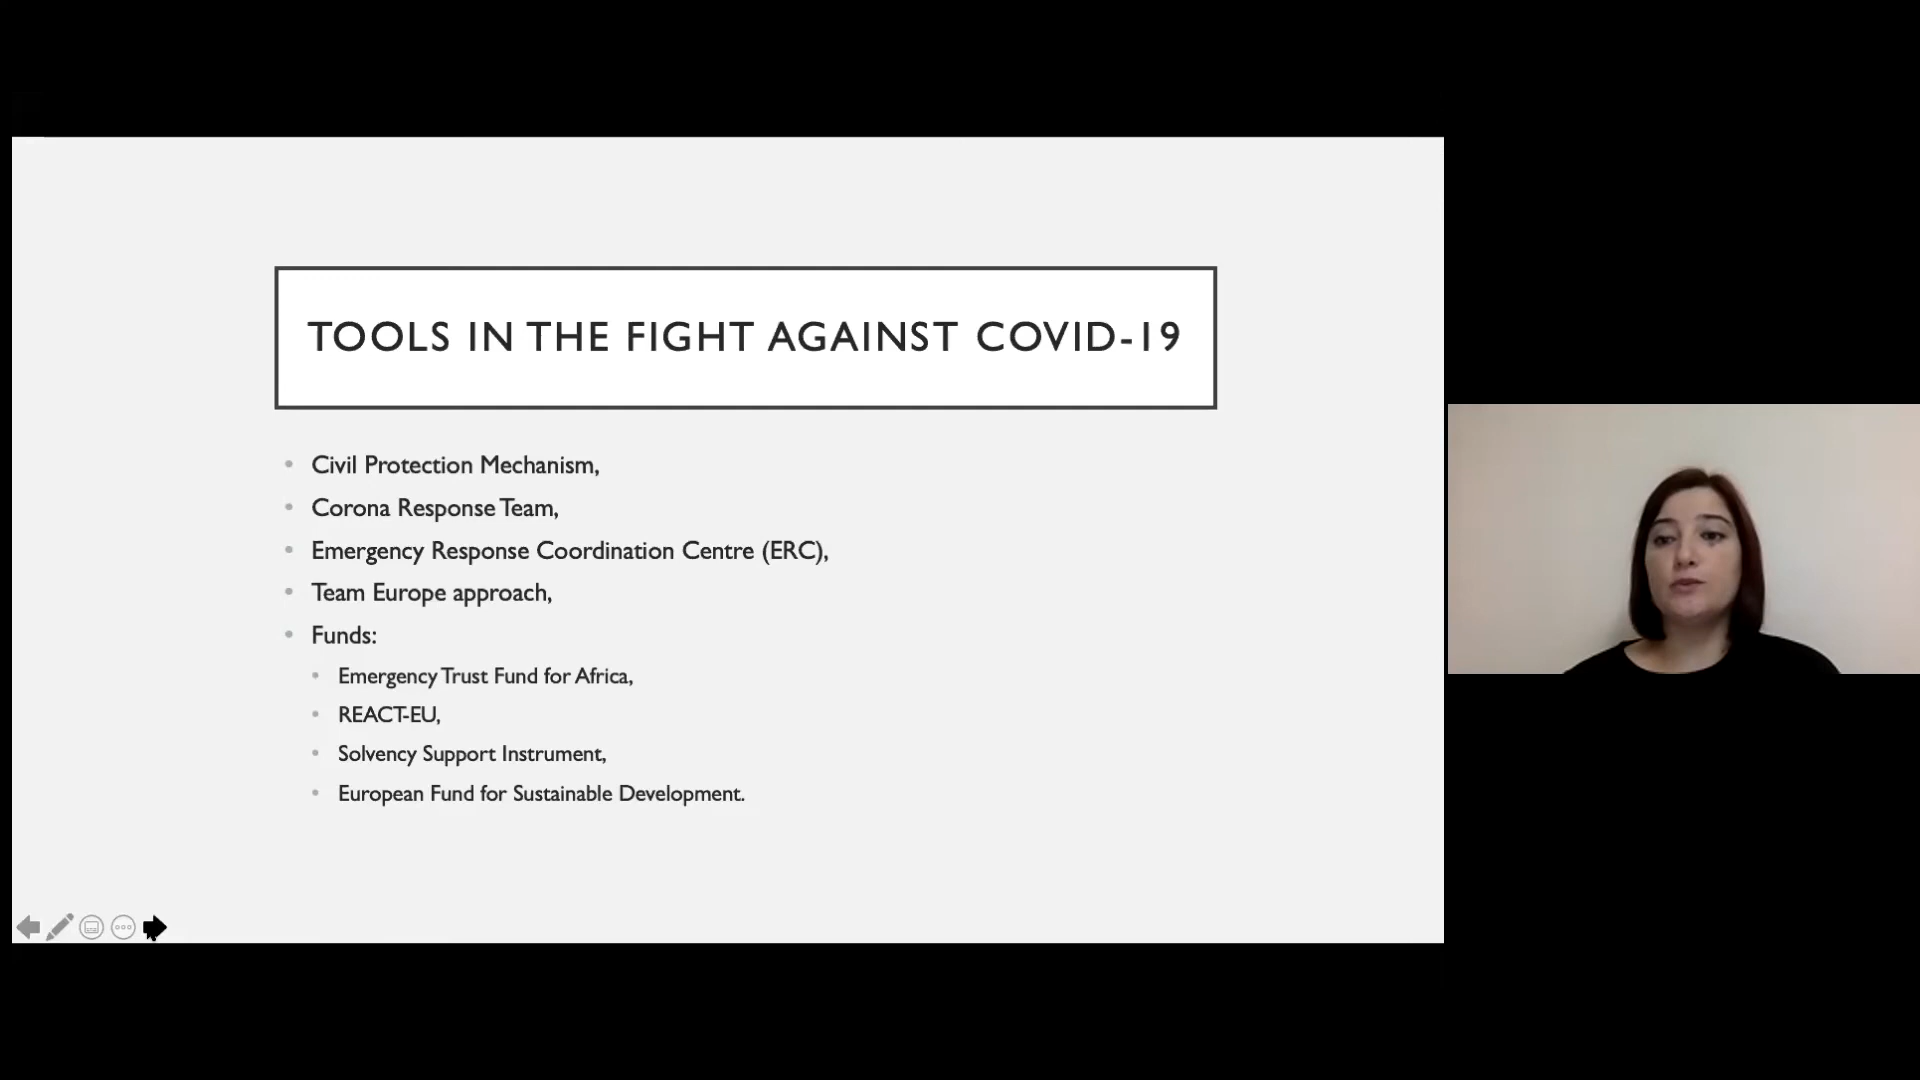 TOOLS IN THE FIGHT AGAINST COVID-19
Civil Protection Mechanism,
Corona Response Team,
Emergency Response Coordination Centre (ERC),
Team Europe approach,
Funds:
Emergency Trust Fund for Africa,
REACT-EU,
Solvency Support Instrument,
European Fund for Sustainable Development.